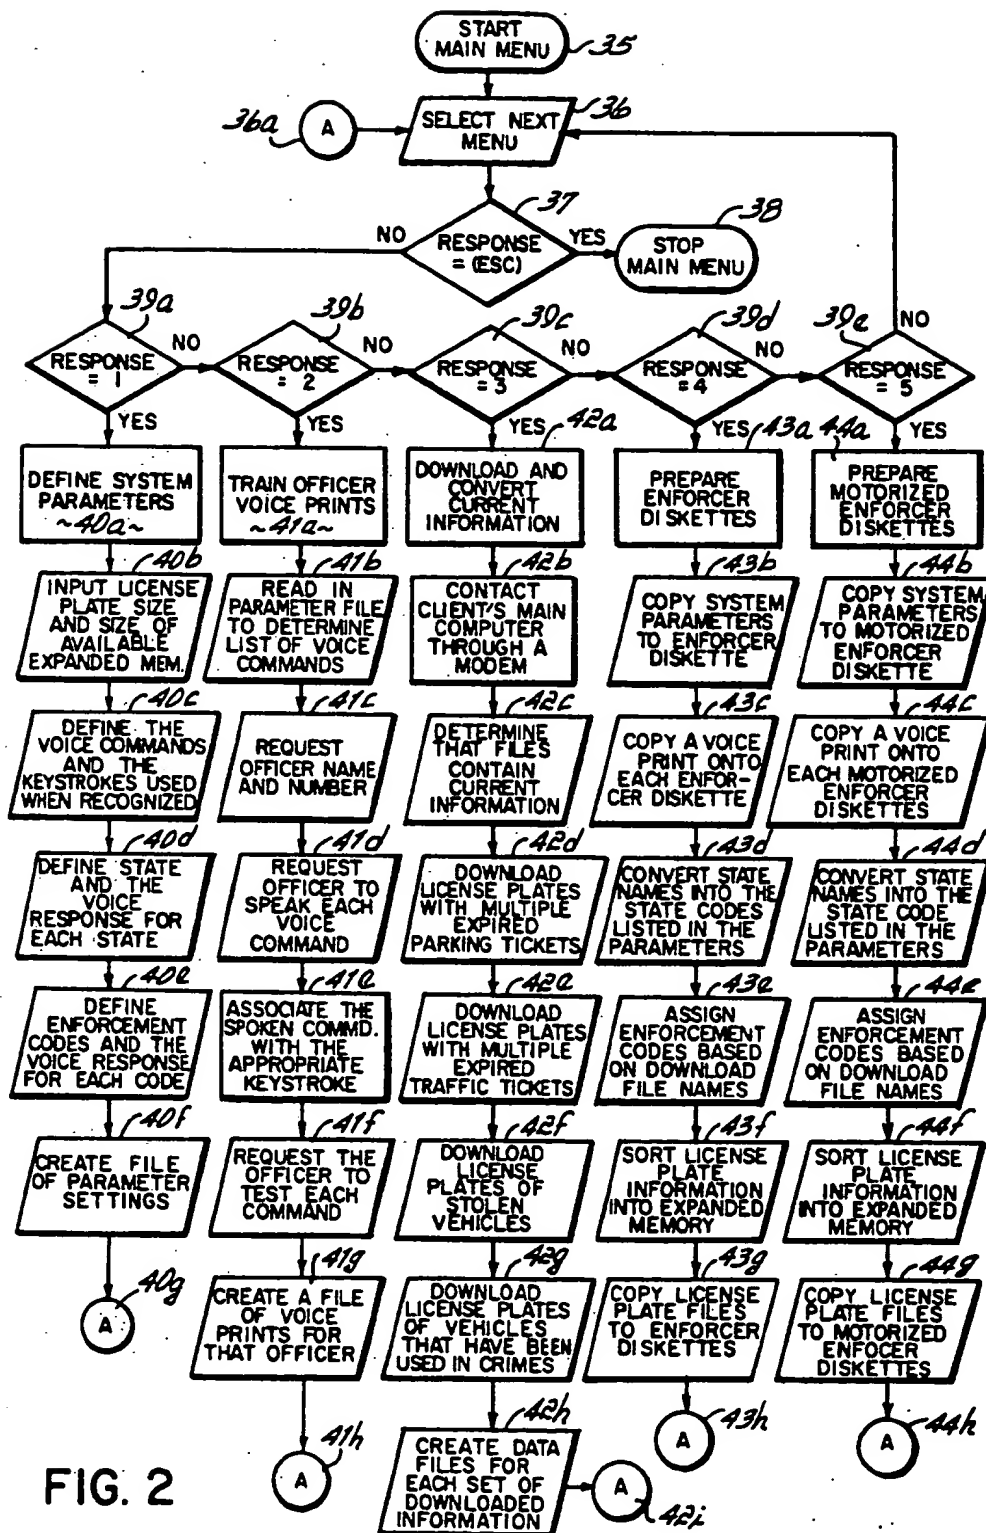 START
MAIN MENU
35
36a
A
SELECT NEXT
MENU
36
NO
RESPONSE
= (ESC)
37
YES
STOP
MAIN MENU
38
39a
RESPONSE
= 1
NO
39b
RESPONSE
= 2
NO
39c
RESPONSE
= 3
NO
39d
RESPONSE
= 4
NO
39e
RESPONSE
= 5
NO
YES
YES
YES
YES
YES
DEFINE SYSTEM
PARAMETERS
~40a~
40b
INPUT LICENSE
PLATE SIZE
AND SIZE OF
AVAILABLE
EXPANDED MEM.
40c
DEFINE THE
VOICE COMMANDS
AND THE
KEYSTROKES USED
WHEN RECOGNIZED
40d
DEFINE STATE
AND THE
VOICE
RESPONSE FOR
EACH STATE
40e
DEFINE
ENFORCEMENT
CODES AND THE
VOICE RESPONSE
FOR EACH CODE
40f
CREATE FILE
OF PARAMETER
SETTINGS
A
40g
TRAIN OFFICER
VOICE PRINTS
~41a~
41b
READ IN
PARAMETER FILE
TO DETERMINE
LIST OF VOICE
COMMANDS
41c
REQUEST
OFFICER NAME
AND NUMBER
41d
REQUEST
OFFICER TO
SPEAK EACH
VOICE
COMMAND
41e
ASSOCIATE THE
SPOKEN COMMD.
WITH THE
APPROPRIATE
KEYSTROKE
41f
REQUEST THE
OFFICER TO
TEST EACH
COMMAND
41g
CREATE A FILE
OF VOICE
PRINTS FOR
THAT OFFICER
A
41h
42a
DOWNLOAD AND
CONVERT
CURRENT
INFORMATION
42b
CONTACT
CLIENT'S MAIN
COMPUTER
THROUGH A
MODEM
42c
DETERMINE
THAT FILES
CONTAIN
CURRENT
INFORMATION
42d
DOWNLOAD
LICENSE PLATES
WITH MULTIPLE
EXPIRED
PARKING TICKETS
42e
DOWNLOAD
LICENSE PLATES
WITH MULTIPLE
EXPIRED
TRAFFIC TICKETS
42f
DOWNLOAD
LICENSE
PLATES OF
STOLEN
VEHICLES
42g
DOWNLOAD
LICENSE PLATES
OF VEHICLES
THAT HAVE BEEN
USED IN CRIMES
42h
CREATE DATA
FILES FOR
EACH SET OF
DOWNLOADED
INFORMATION
A
42i
43a
PREPARE
ENFORCER
DISKETTES
43b
COPY SYSTEM
PARAMETERS
TO ENFORCER
DISKETTE
43c
COPY A VOICE
PRINT ONTO
EACH ENFOR-
CER DISKETTE
43d
CONVERT STATE
NAMES INTO THE
STATE CODES
LISTED IN THE
PARAMETERS
43e
ASSIGN
ENFORCEMENT
CODES BASED
ON DOWNLOAD
FILE NAMES
43f
SORT LICENSE
PLATE
INFORMATION
INTO EXPANDED
MEMORY
43g
COPY LICENSE
PLATE FILES
TO ENFORCER
DISKETTES
A
43h
44a
PREPARE
MOTORIZED
ENFORCER
DISKETTES
44b
COPY SYSTEM
PARAMETERS
TO MOTORIZED
ENFORCER
DISKETTE
44c
COPY A VOICE
PRINT ONTO
EACH MOTORIZED
ENFORCER
DISKETTES
44d
CONVERT STATE
NAMES INTO THE
STATE CODE
LISTED IN THE
PARAMETERS
44e
ASSIGN
ENFORCEMENT
CODES BASED
ON DOWNLOAD
FILE NAMES
44f
SORT LICENSE
PLATE
INFORMATION
INTO EXPANDED
MEMORY
44g
COPY LICENSE
PLATE FILES
TO MOTORIZED
ENFOCER
DISKETTES
A
44h
FIG. 2